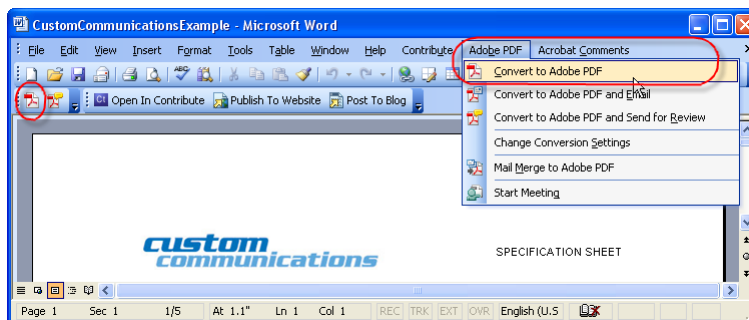 CustomCommunicationsExample - Microsoft Word
File Edit View Insert Format Tools Table Window Help Contribute Adobe PDF Acrobat Comments
Convert to Adobe PDF
Open In Contribute Publish To Website Post To Blog
Convert to Adobe PDF and Email
Convert to Adobe PDF and Send for Review
Change Conversion Settings
Mail Merge to Adobe PDF
Start Meeting
custom
communications
SPECIFICATION SHEET
Page 1 Sec 1 1/5 At 1.1" Ln 1 Col 1 REC TRK EXT OVR English (U.S